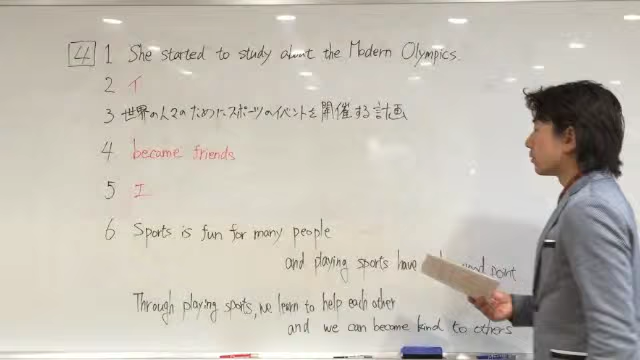 4 1 She started to study about the Modern Olympics.
2 イ
3 世界の人々のためにスポーツのイベントを開催する計画
4 became friends
5 エ
6 Sports is fun for many people
and playing sports have good point
Through playing sports, we learn to help each other
and we can become kind to others